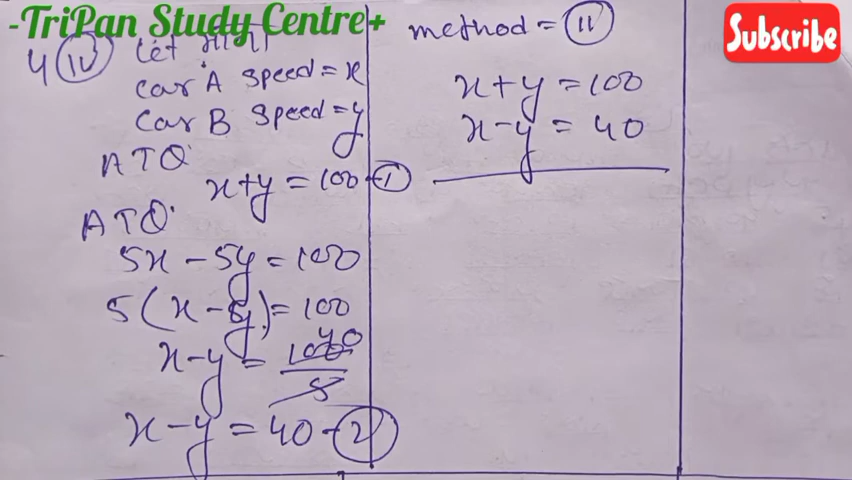 -TriPan Study Centre+
Subscribe
4 (IV) Let
car A speed = x
car B speed = y
ATQ
x+y = 100 - 1
ATQ
5x - 5y = 100
5(x - y) = 100
x-y = 100/5 40
x - y = 40 - 2
method = (II)
x+y = 100
x-y = 40